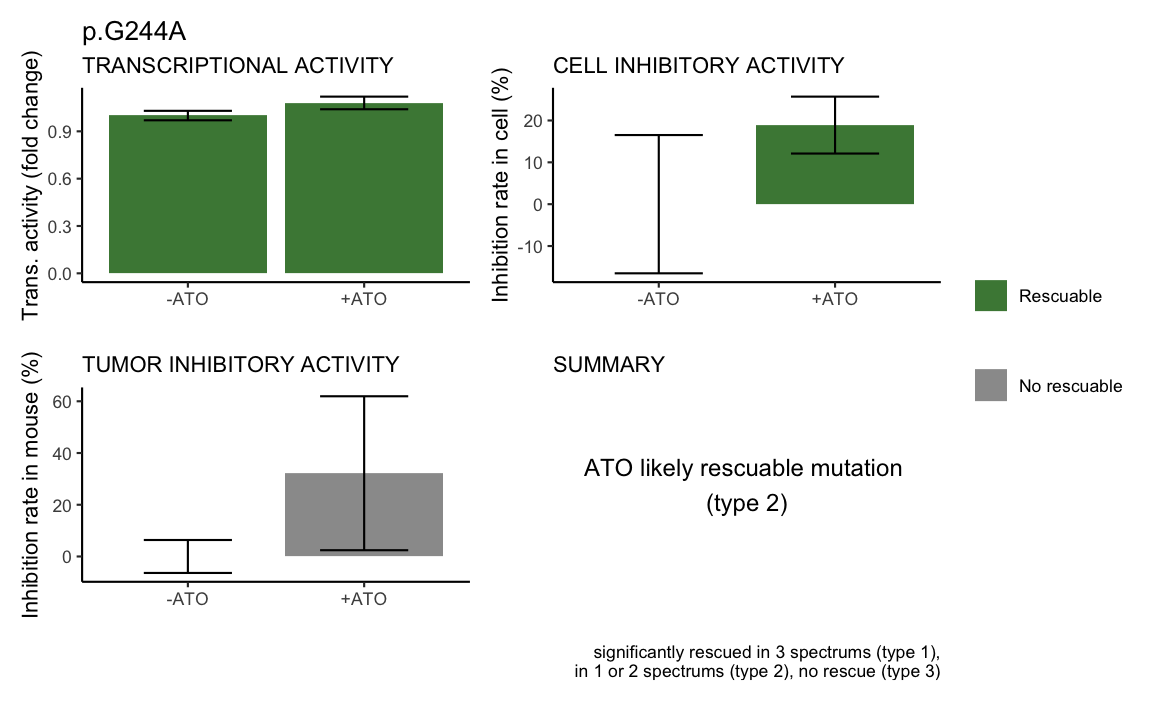 p.G244A
TRANSCRIPTIONAL ACTIVITY
Trans. activity (fold change)
0.9
0.6
0.3
0.0
-ATO
+ATO
CELL INHIBITORY ACTIVITY
Inhibition rate in cell (%)
20
10
0
-10
-ATO
+ATO
Rescuable
No rescuable
TUMOR INHIBITORY ACTIVITY
Inhibition rate in mouse (%)
60
40
20
0
-ATO
+ATO
SUMMARY
ATO likely rescuable mutation
(type 2)
significantly rescued in 3 spectrums (type 1),
in 1 or 2 spectrums (type 2), no rescue (type 3)